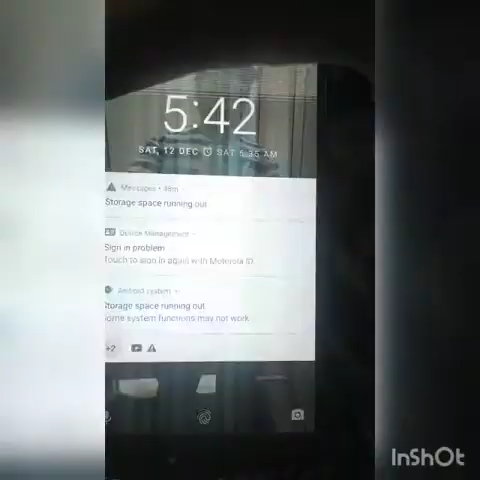 5:42
SAT, 12 DEC SAT 5:35 AM
Messages • 48m
Storage space running out
Device Management
Sign in problem
Touch to sign in again with Motorola ID
Android system
Storage space running out
Some system functions may not work
+2
InShOt